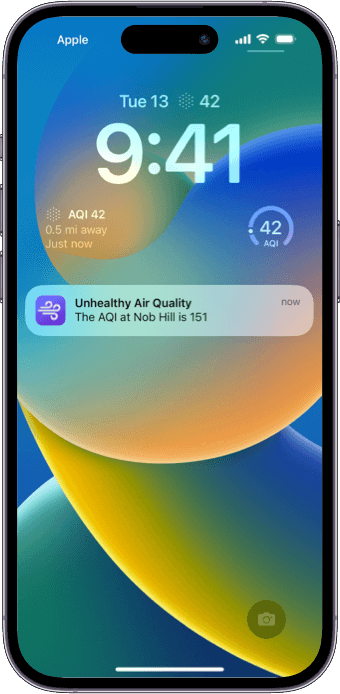 Apple
Tue 13 42
9:41
AQI 42
0.5 mi away
Just now
42
AQI
Unhealthy Air Quality
now
The AQI at Nob Hill is 151